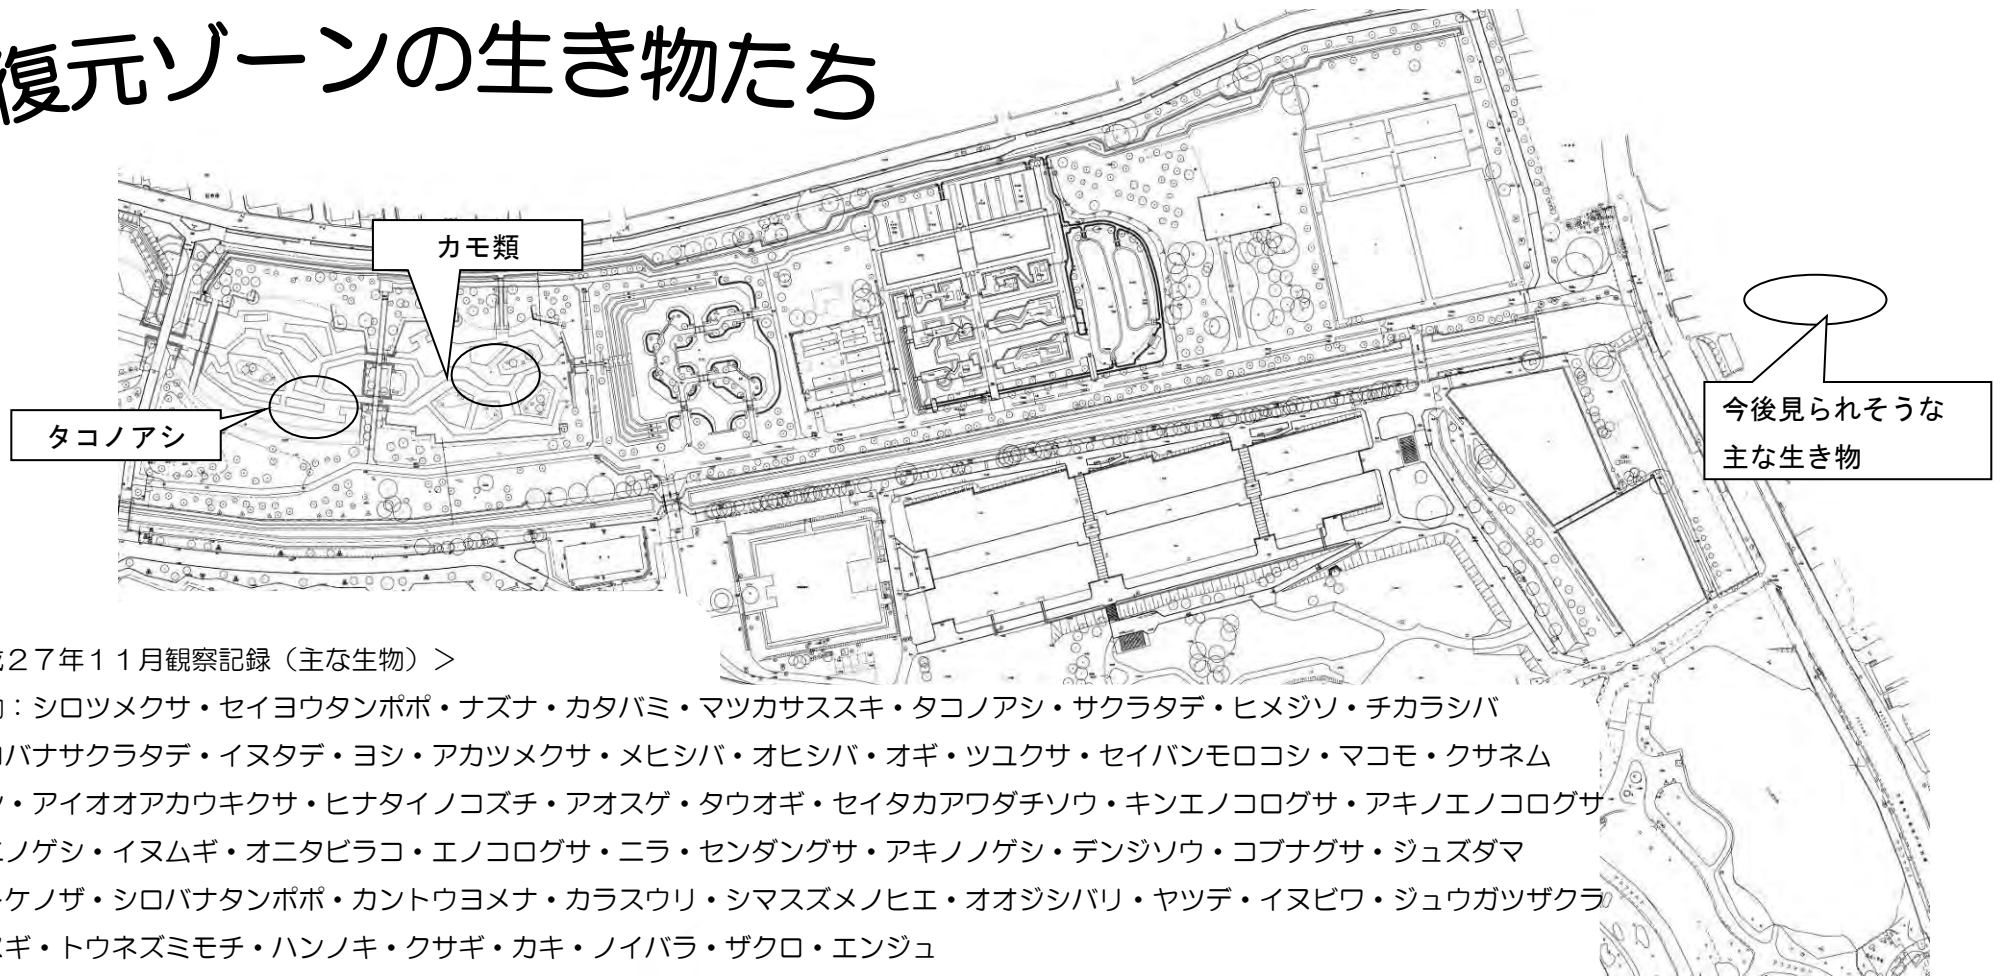 復元ゾーンの生き物たち
カモ類
タコノアシ
今後見られそうな
主な生き物
２７年１１月観察記録（主な生物）＞
：シロツメクサ・セイヨウタンポポ・ナズナ・カタバミ・マツカサススキ・タコノアシ・サクラタデ・ヒメジソ・チカラシバ
バナサクラタデ・イヌタデ・ヨシ・アカツメクサ・メヒシバ・オヒシバ・オギ・ツユクサ・セイバンモロコシ・マコモ・クサネム
・アイオオアカウキクサ・ヒナタイノコズチ・アオスゲ・タウオギ・セイタカアワダチソウ・キンエノコログサ・アキノエノコログサ
ノゲシ・イヌムギ・オニタビラコ・エノコログサ・ニラ・センダングサ・アキノノゲシ・デンジソウ・コブナグサ・ジュズダマ
ケノザ・シロバナタンポポ・カントウヨメナ・カラスウリ・シマスズメノヒエ・オオジシバリ・ヤツデ・イヌビワ・ジュウガツザクラ
ギ・トウネズミモチ・ハンノキ・クサギ・カキ・ノイバラ・ザクロ・エンジュ